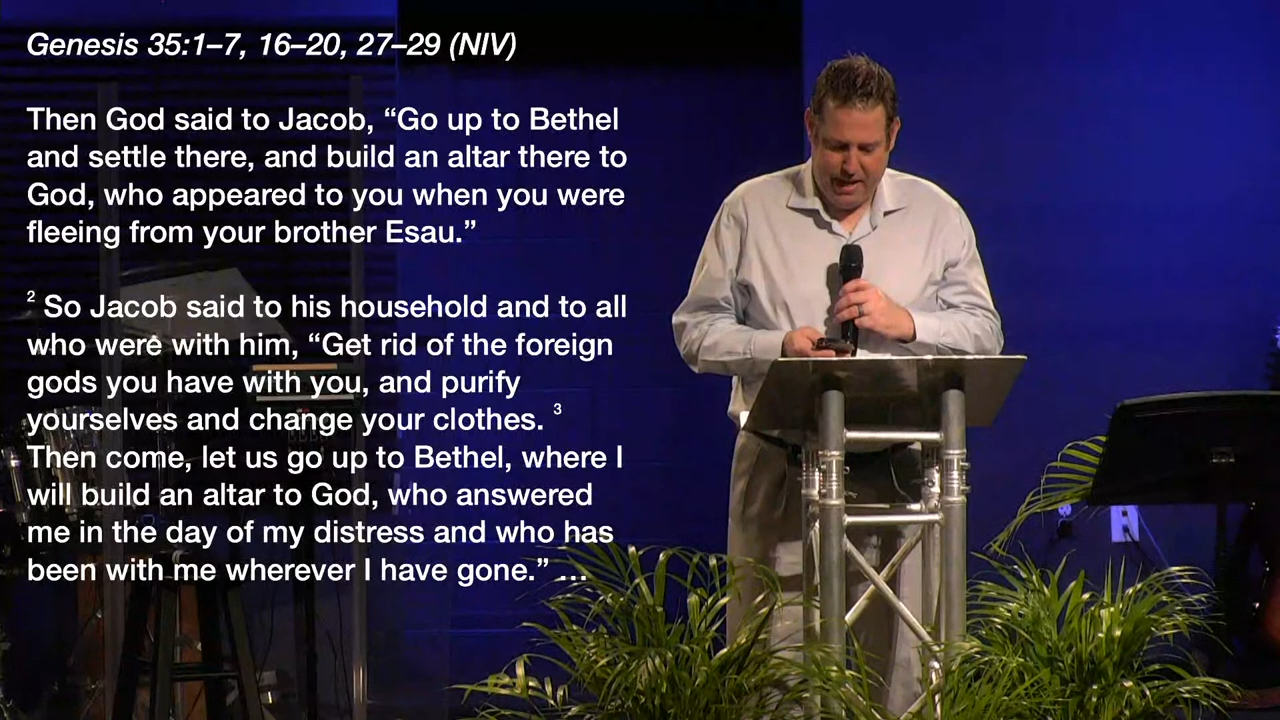 Genesis 35:1–7, 16–20, 27–29 (NIV)
Then God said to Jacob, “Go up to Bethel
and settle there, and build an altar there to
God, who appeared to you when you were
fleeing from your brother Esau.”
2 So Jacob said to his household and to all
who were with him, “Get rid of the foreign
gods you have with you, and purify
yourselves and change your clothes. 3
Then come, let us go up to Bethel, where I
will build an altar to God, who answered
me in the day of my distress and who has
been with me wherever I have gone.” …